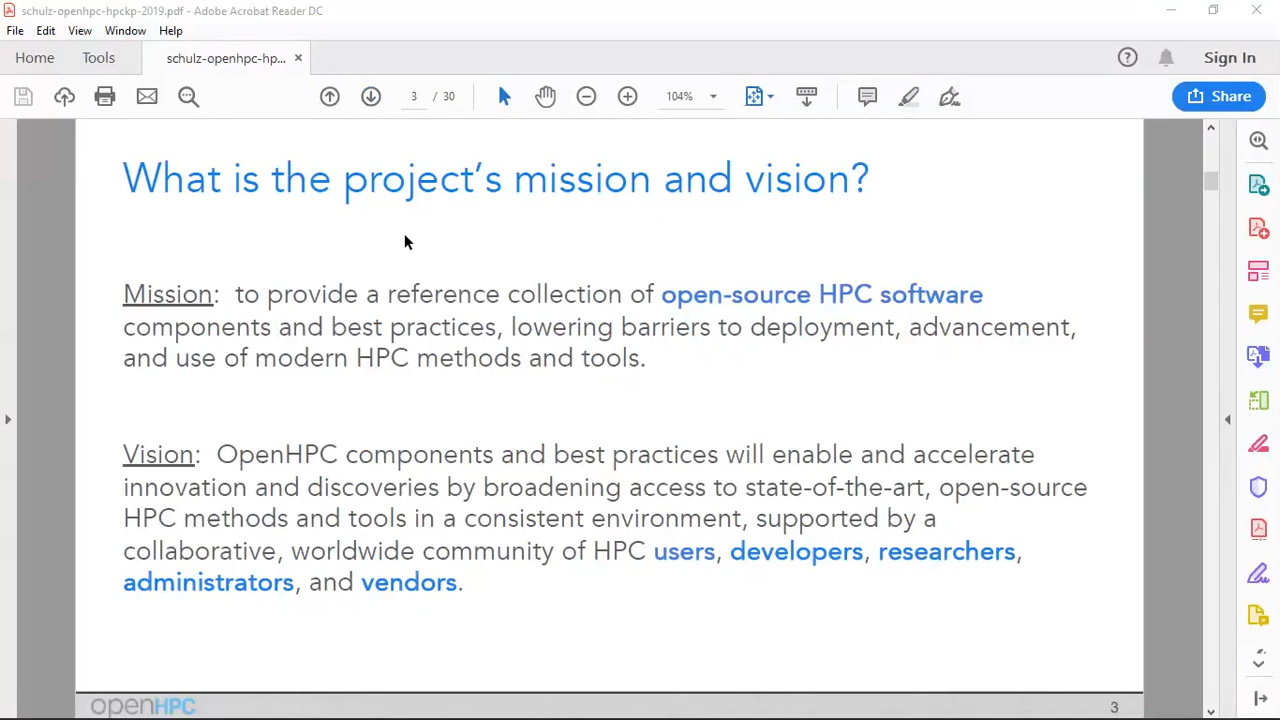 schulz-openhpc-hpckp-2019.pdf - Adobe Acrobat Reader DC
File Edit View Window Help
Home Tools schulz-openhpc-hp... Sign In
3 / 30 104% Share
What is the project's mission and vision?
Mission: to provide a reference collection of open-source HPC software
components and best practices, lowering barriers to deployment, advancement,
and use of modern HPC methods and tools.
Vision: OpenHPC components and best practices will enable and accelerate
innovation and discoveries by broadening access to state-of-the-art, open-source
HPC methods and tools in a consistent environment, supported by a
collaborative, worldwide community of HPC users, developers, researchers,
administrators, and vendors.
openHPC 3